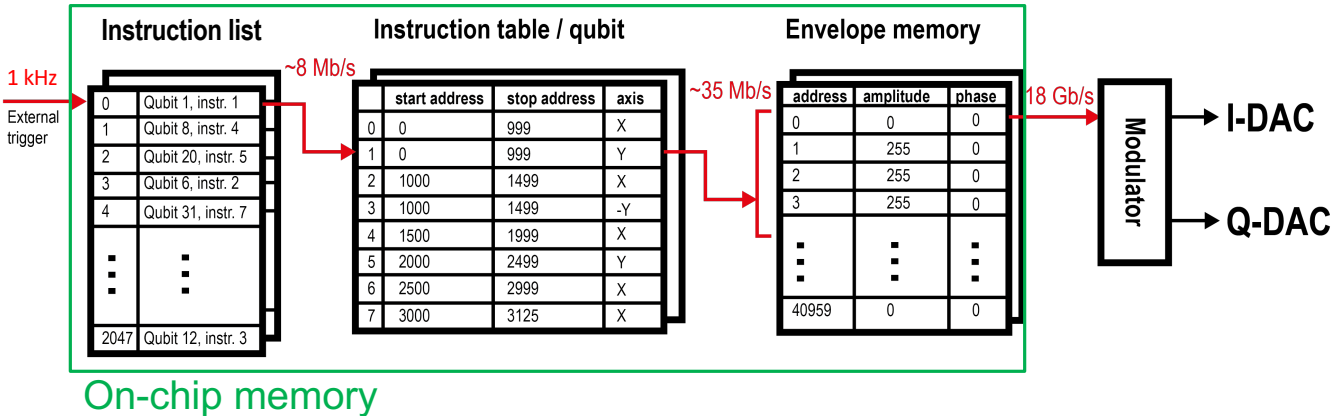 Instruction list
Instruction table / qubit
Envelope memory
1 kHz
External
trigger
~8 Mb/s
~35 Mb/s
18 Gb/s
0 Qubit 1, instr. 1
1 Qubit 8, instr. 4
2 Qubit 20, instr. 5
3 Qubit 6, instr. 2
4 Qubit 31, instr. 7
2047 Qubit 12, instr. 3
start address stop address axis
0 0 999 X
1 0 999 Y
2 1000 1499 X
3 1000 1499 -Y
4 1500 1999 X
5 2000 2499 Y
6 2500 2999 X
7 3000 3125 X
address amplitude phase
0 0 0
1 255 0
2 255 0
3 255 0
40959 0 0
Modulator
I-DAC
Q-DAC
On-chip memory